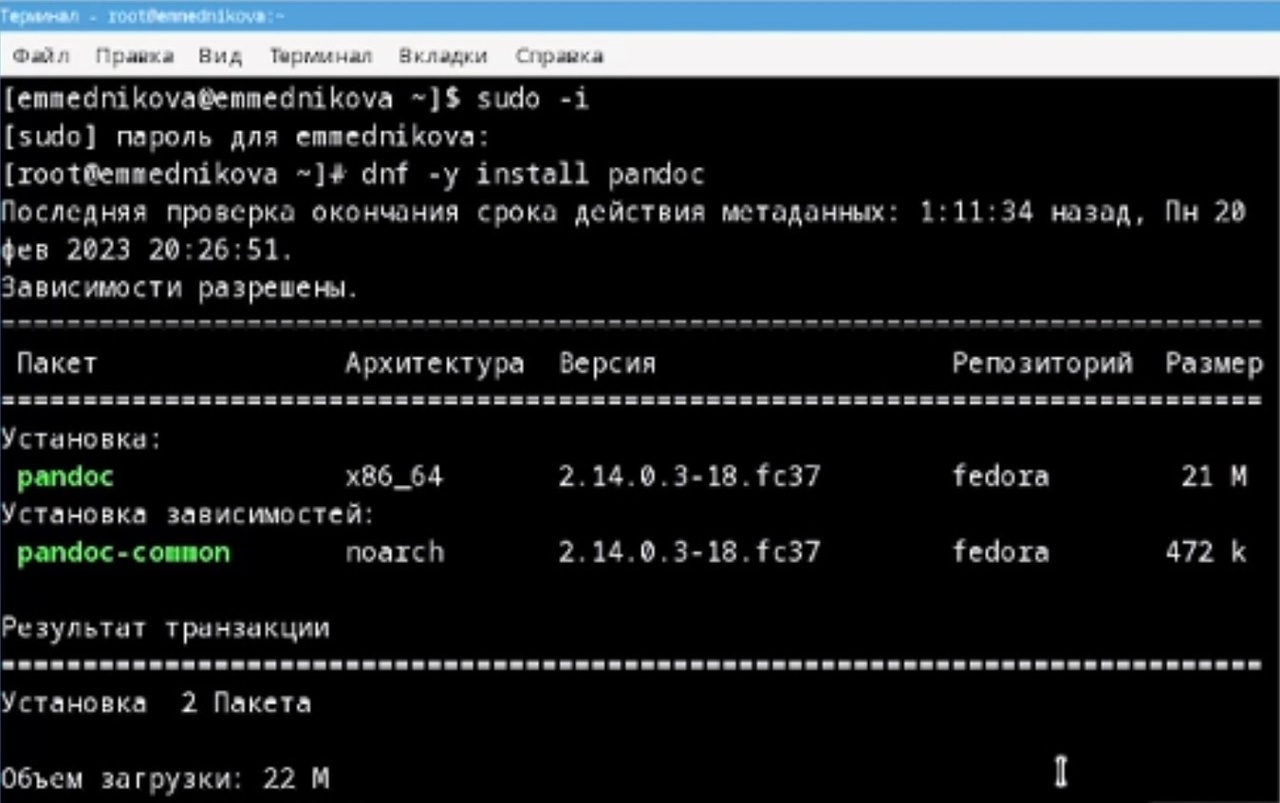 Терминал - root@emmednikova:~
Файл Правка Вид Терминал Вкладки Справка
[emmednikova@emmednikova ~]$ sudo -i
[sudo] пароль для emmednikova:
[root@emmednikova ~]# dnf -y install pandoc
Последняя проверка окончания срока действия метаданных: 1:11:34 назад, Пн 20
фев 2023 20:26:51.
Зависимости разрешены.
Пакет Архитектура Версия Репозиторий Размер
Установка:
pandoc x86_64 2.14.0.3-18.fc37 fedora 21 M
Установка зависимостей:
pandoc-common noarch 2.14.0.3-18.fc37 fedora 472 k
Результат транзакции
Установка 2 Пакета
Объем загрузки: 22 M